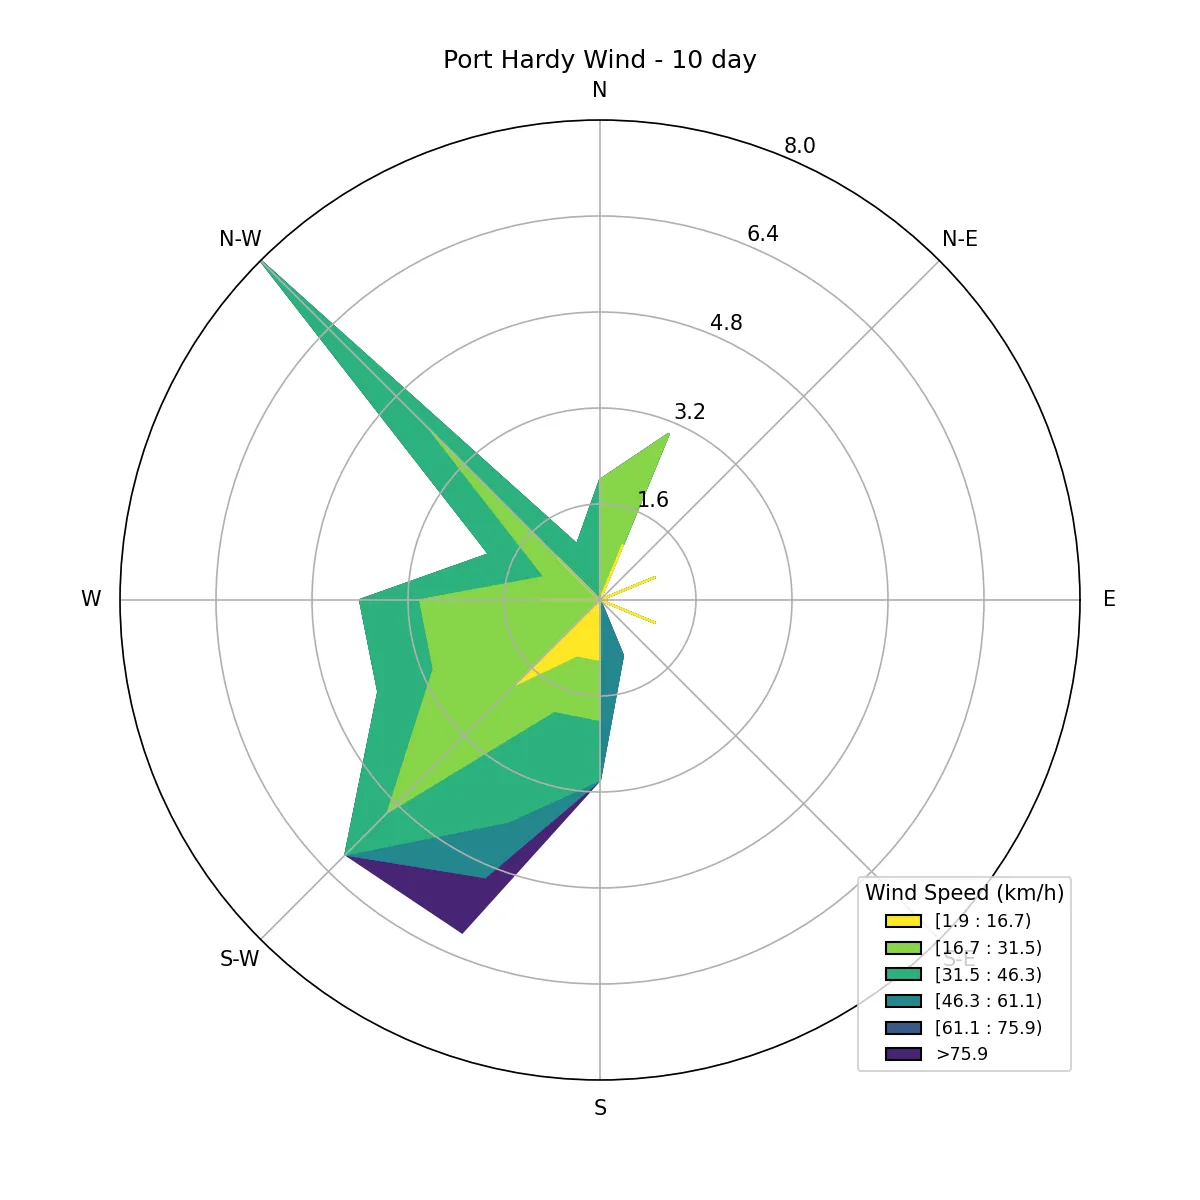 Port Hardy Wind - 10 day
N
8.0
N-W
N-E
6.4
4.8
3.2
1.6
W
E
Wind Speed (km/h)
[1.9 : 16.7)
[16.7 : 31.5)
S-W
S-E
[31.5 : 46.3)
[46.3 : 61.1)
[61.1 : 75.9)
>75.9
S